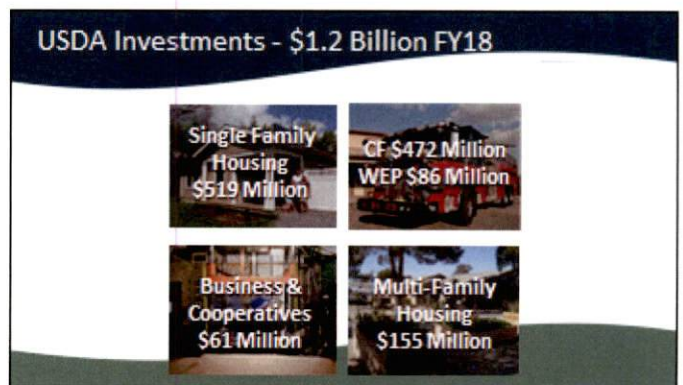 USDA Investments - $1.2 Billion FY18
Single Family
Housing
$519 Million
CF $472 Million
WEP $86 Million
Business &
Cooperatives
$61 Million
Multi-Family
Housing
$155 Million